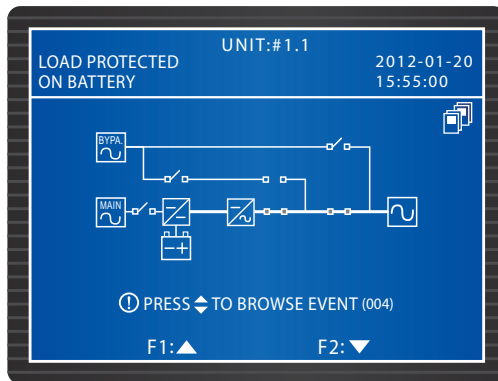 UNIT:#1.1
LOAD PROTECTED
ON BATTERY
2012-01-20
15:55:00
BYPA.
MAIN
PRESS TO BROWSE EVENT (004)
F1:
F2: